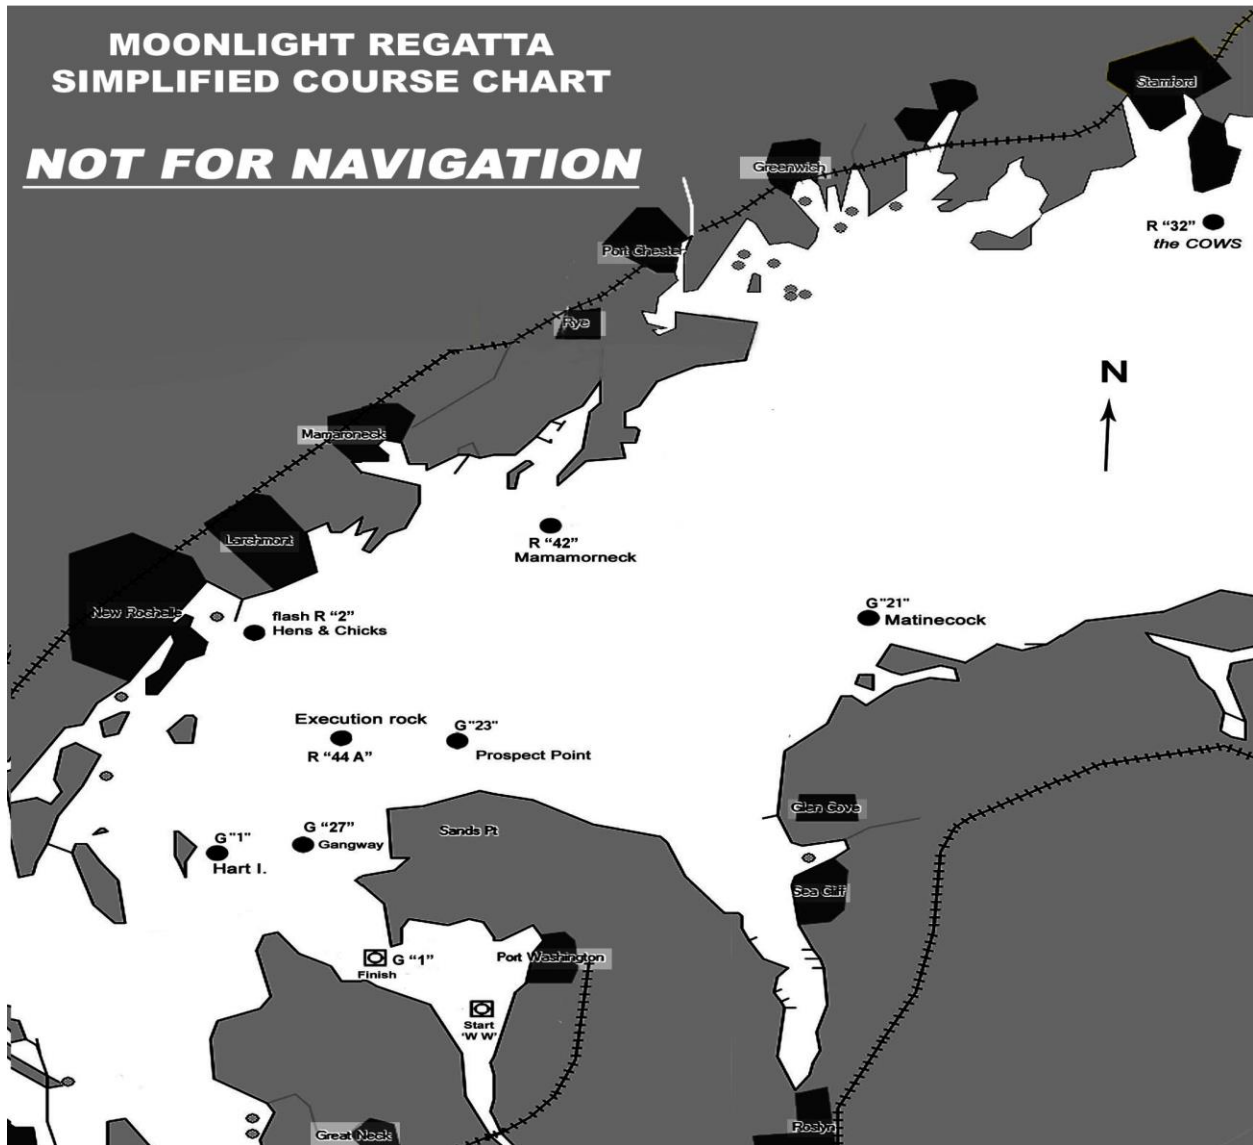 MOONLIGHT REGATTA
SIMPLIFIED COURSE CHART
NOT FOR NAVIGATION
Stamford
Greenwich
R “32”
the COWS
Port Chester
Rye
N
Mamaroneck
Larchmont
R “42”
Mamamorneck
New Rochelle
flash R “2”
Hens & Chicks
G "21"
Matinecock
Execution rock
R “44 A”
G "23"
Prospect Point
Glen Cove
G "1"
Hart I.
G “27”
Gangway
Sands Pt
Sea Cliff
G “1”
Finish
Port Washington
Start
'W W'
Great Neck
Roslyn